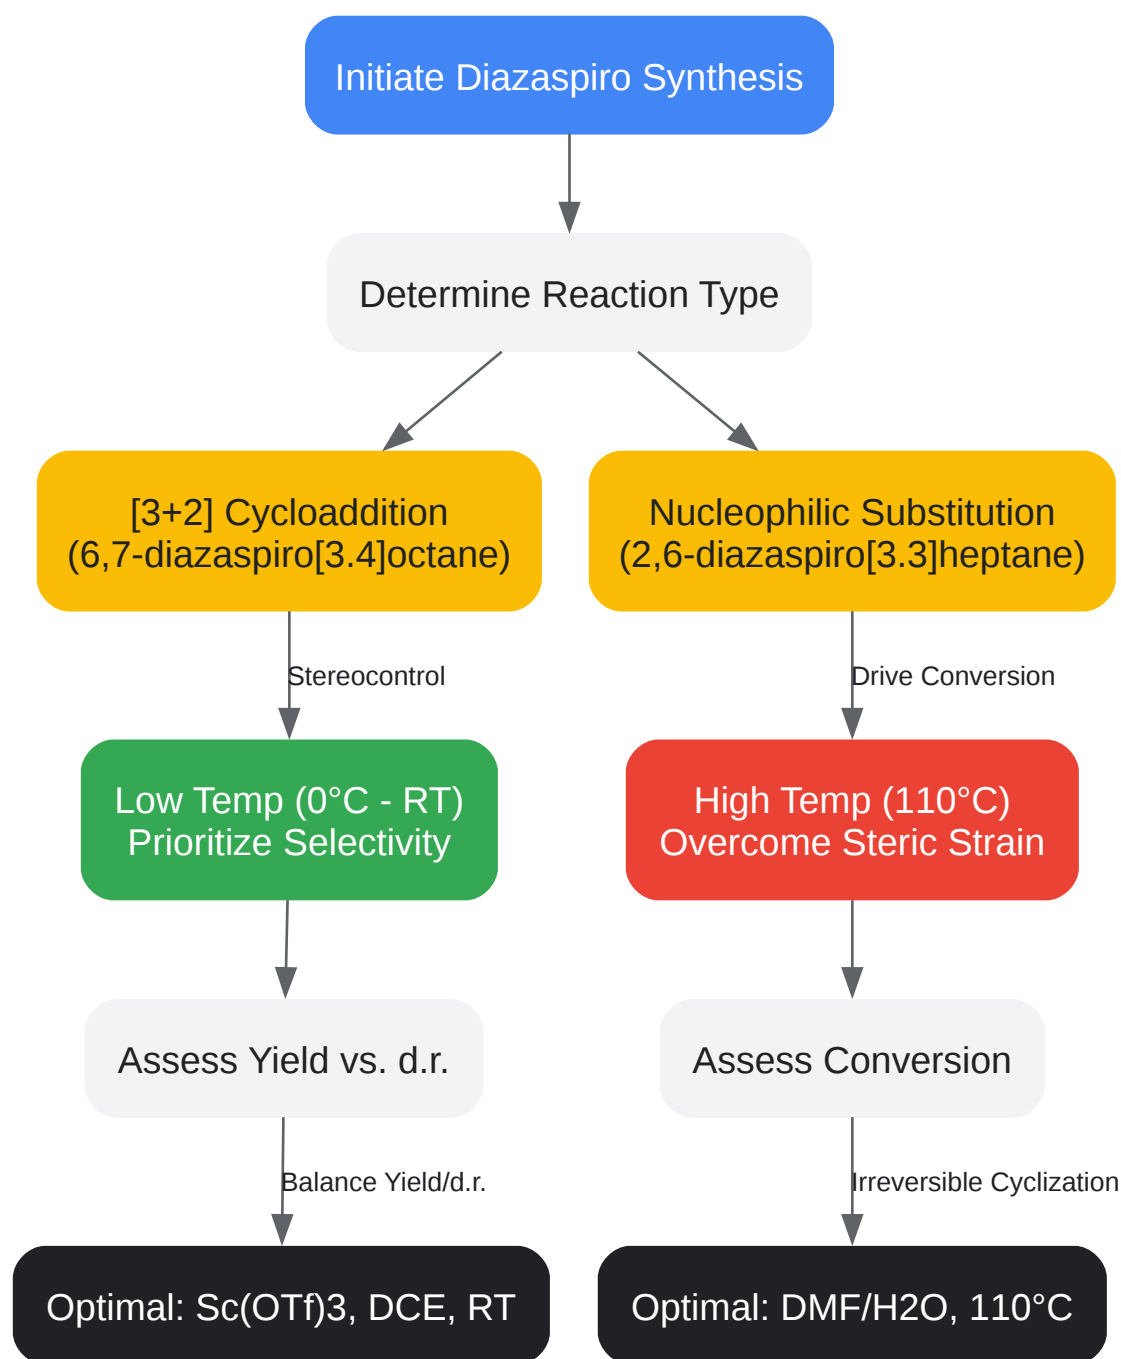 Initiate Diazaspiro Synthesis
Determine Reaction Type
[3+2] Cycloaddition
(6,7-diazaspiro[3.4]octane)
Nucleophilic Substitution
(2,6-diazaspiro[3.3]heptane)
Stereocontrol
Drive Conversion
Low Temp (0°C - RT)
Prioritize Selectivity
High Temp (110°C)
Overcome Steric Strain
Assess Yield vs. d.r.
Assess Conversion
Balance Yield/d.r.
Irreversible Cyclization
Optimal: Sc(OTf)3, DCE, RT
Optimal: DMF/H2O, 110°C